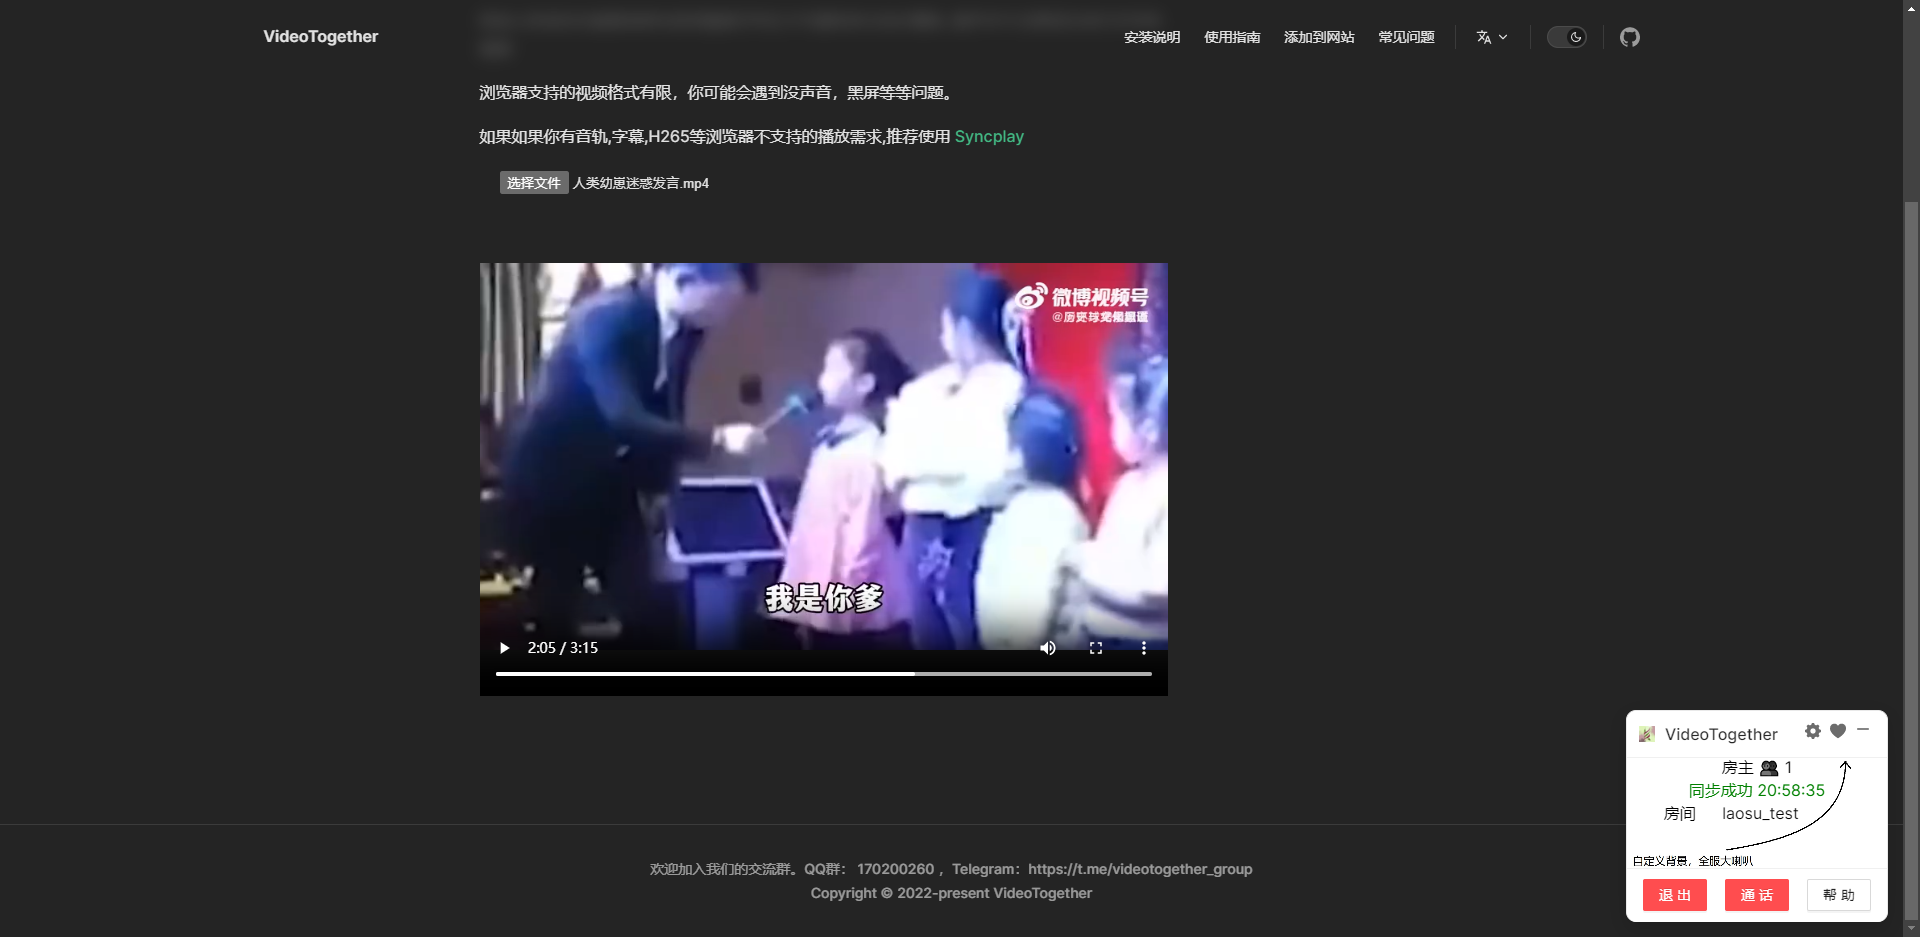 VideoTogether
安装说明 使用指南 添加到网站 常见问题
浏览器支持的视频格式有限，你可能会遇到没声音，黑屏等等问题。
如果如果你有音轨,字幕,H265等浏览器不支持的播放需求,推荐使用 Syncplay
选择文件 人类幼崽迷惑发言.mp4
微博视频号
我是你爹
2:05 / 3:15
VideoTogether
房主 1
同步成功 20:58:35
房间 laosu_test
自定义背景，全服大喇叭
退出 通话 帮助
欢迎加入我们的交流群。QQ群： 170200260 ，Telegram：https://t.me/videotogether_group
Copyright © 2022-present VideoTogether